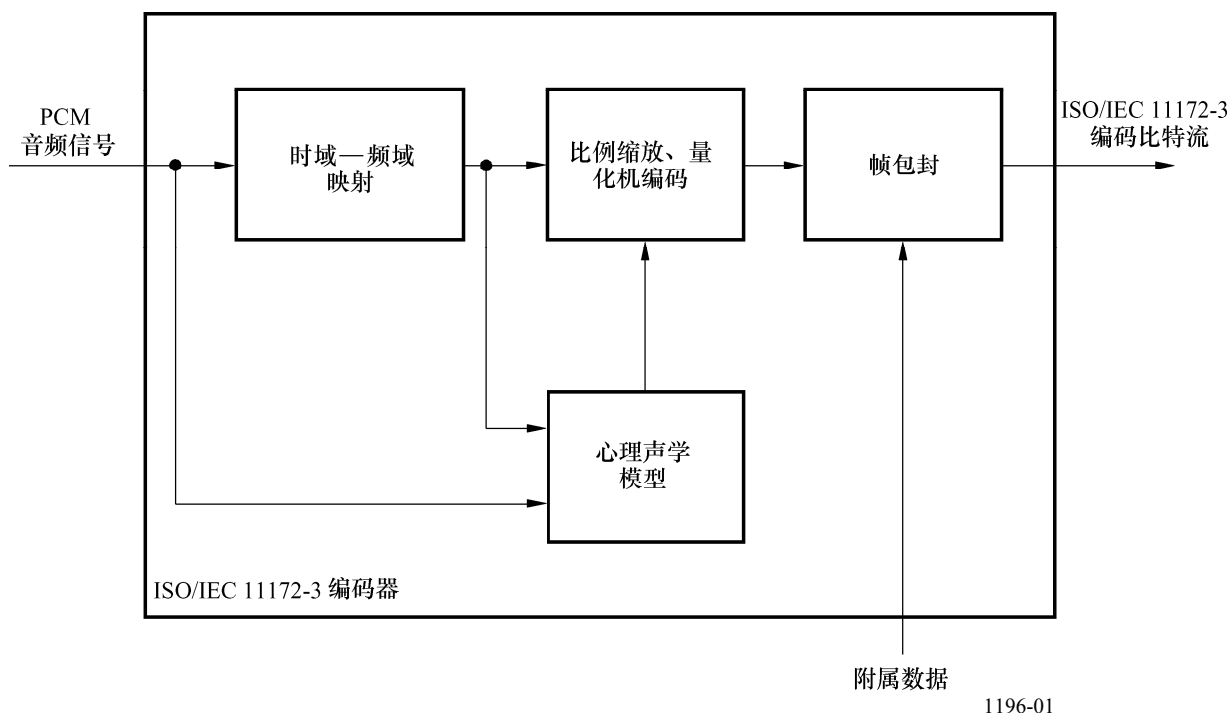 PCM
音频信号
时域—频域
映射
比例缩放、量
化机编码
帧包封
ISO/IEC 11172-3
编码比特流
心理声学
模型
ISO/IEC 11172-3 编码器
附属数据
1196-01